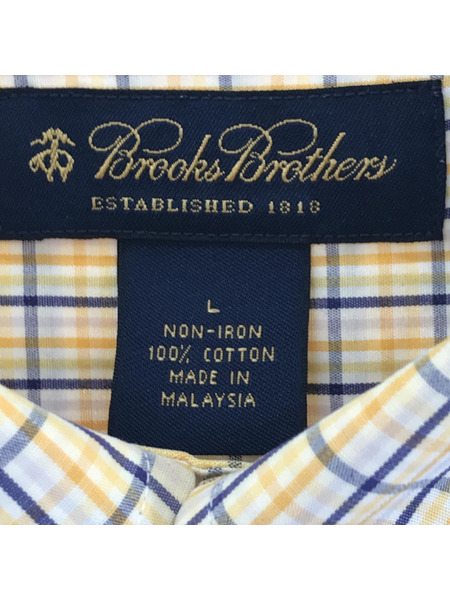 Brooks Brothers
ESTABLISHED 1818
L
NON-IRON
100% COTTON
MADE IN
MALAYSIA